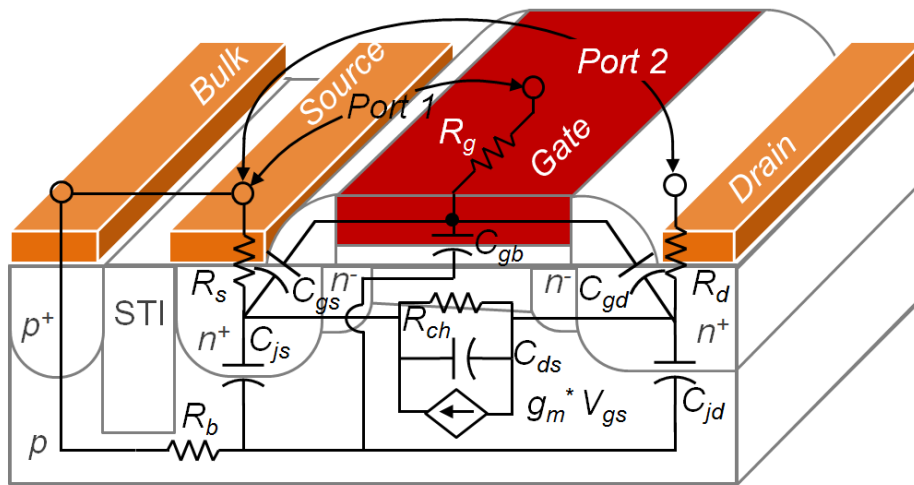 Bulk
Source
Port 1
Port 2
R_g
Gate
Drain
C_gb
R_s
C_gs
n-
n-
C_gd
R_d
p+
STI
n+
C_js
R_ch
C_ds
n+
g_m* V_gs
C_jd
R_b
p